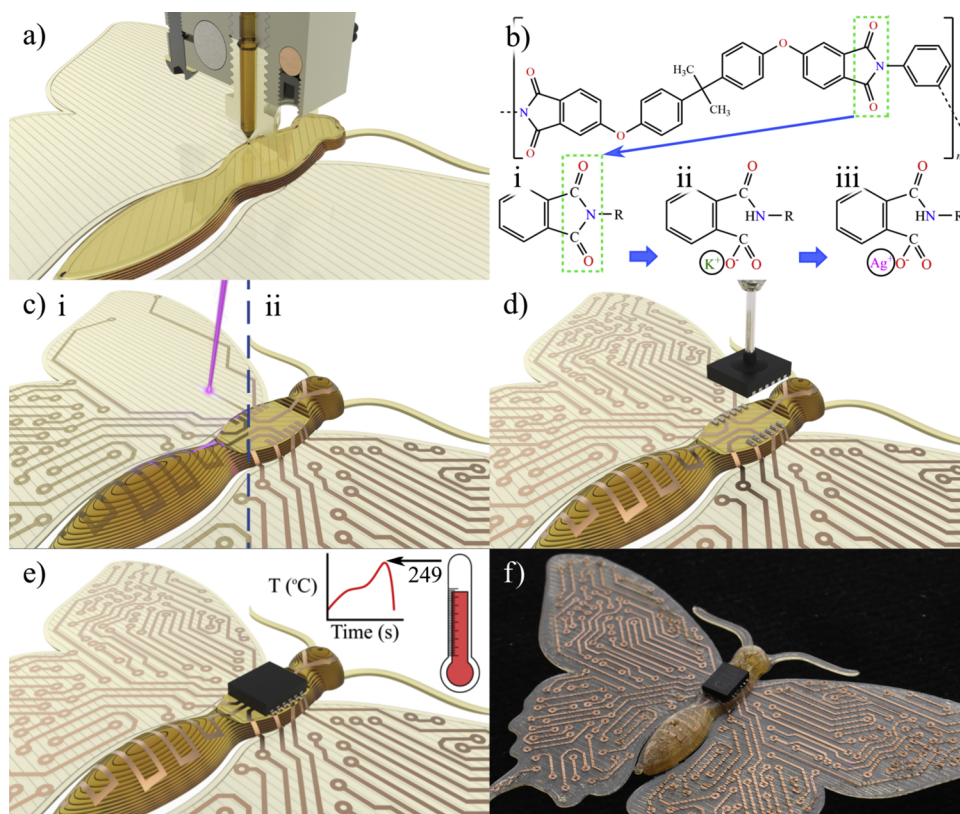 a)
b)
O
O
O
O
H₃C
CH₃
N
N
O
O
O
O
n
i
ii
iii
O
O
O
C
C
C
N
R
HN
R
HN
R
C
C
C
O
K⁺
O⁻
O
Ag⁺
O⁻
O
c)
i
ii
d)
e)
T (°C)
249
Time (s)
f)